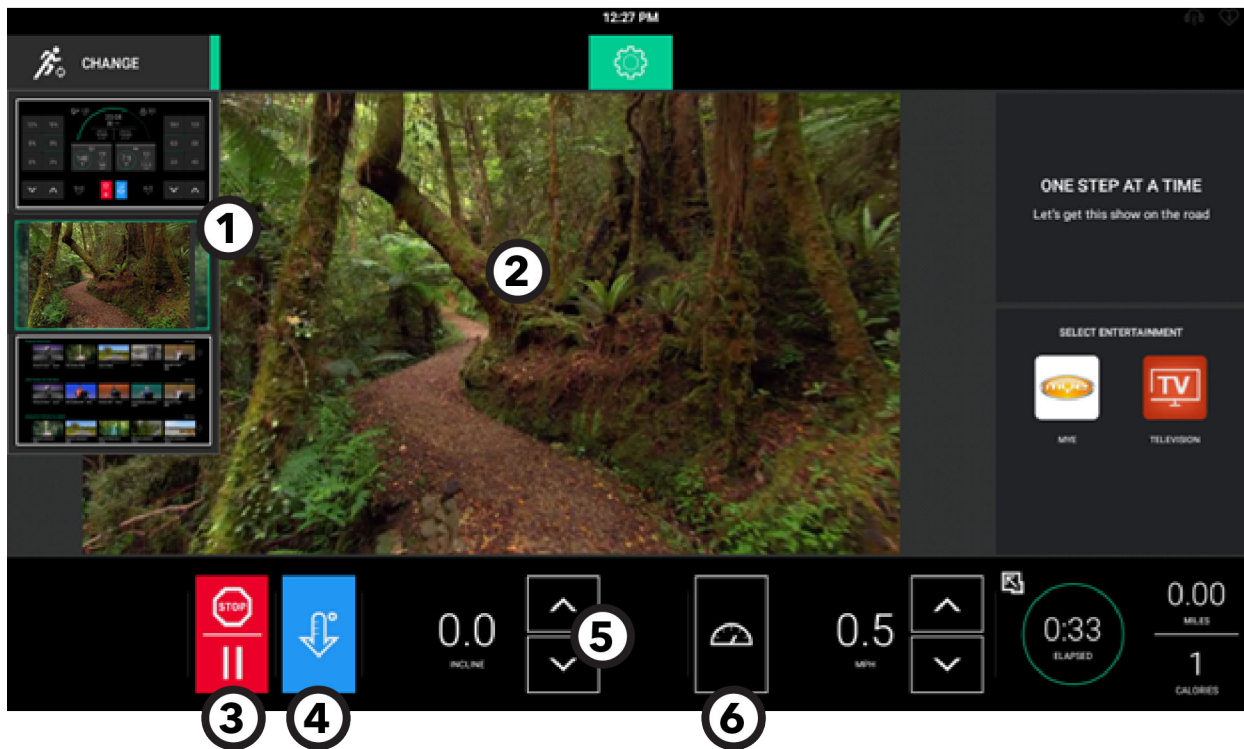 12:27 PM
CHANGE
1
2
ONE STEP AT A TIME
Let's get this show on the road
SELECT ENTERTAINMENT
mye
TV
MYE
TELEVISION
STOP
0.0
INCLINE
5
0.5
MPH
0:33
ELAPSED
0.00
MILES
1
CALORIES
3
4
6